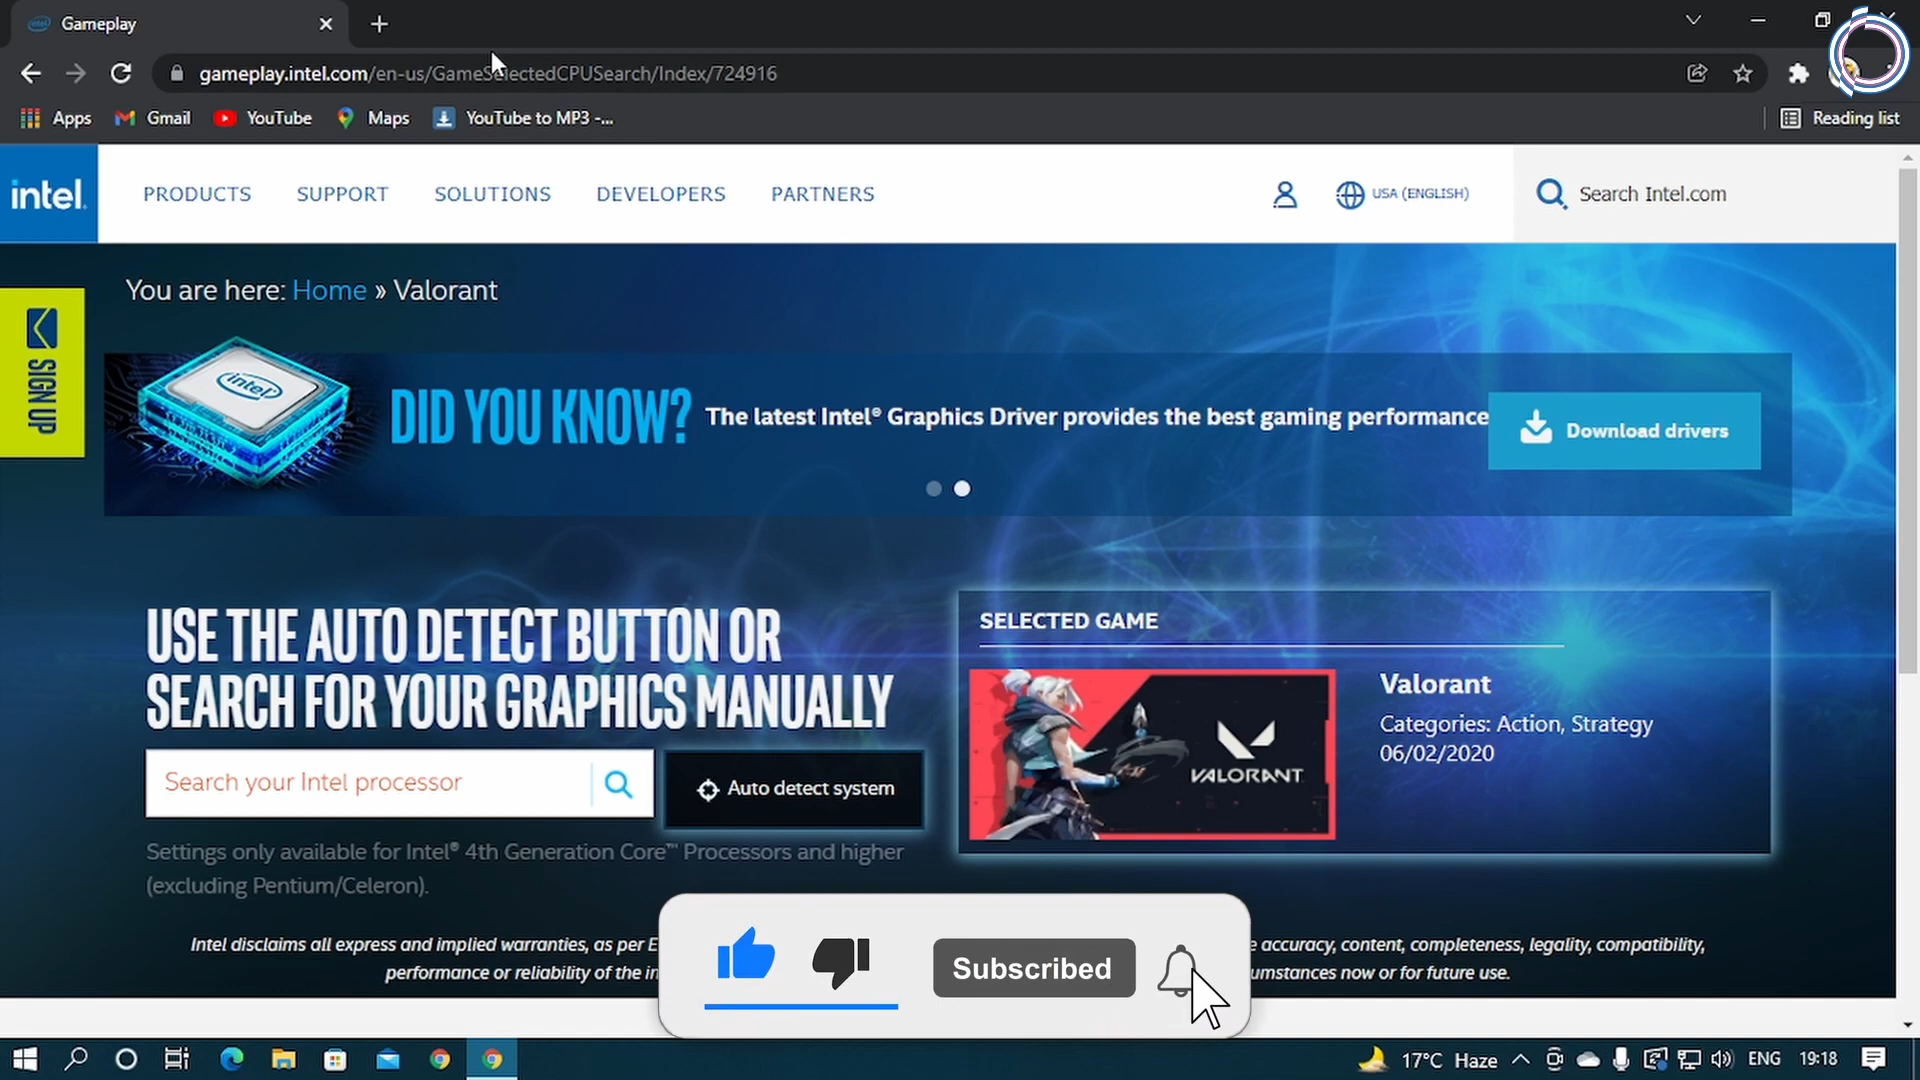 Gameplay
gameplay.intel.com/en-us/GameSelectedCPUSearch/Index/724916
Apps
Gmail
YouTube
Maps
YouTube to MP3 -...
Reading list
intel.
PRODUCTS
SUPPORT
SOLUTIONS
DEVELOPERS
PARTNERS
USA (ENGLISH)
Search Intel.com
You are here: Home » Valorant
SIGN UP
intel
DID YOU KNOW?
The latest Intel® Graphics Driver provides the best gaming performance
Download drivers
USE THE AUTO DETECT BUTTON OR
SEARCH FOR YOUR GRAPHICS MANUALLY
Search your Intel processor
Auto detect system
Settings only available for Intel® 4th Generation Core™ Processors and higher
(excluding Pentium/Celeron).
SELECTED GAME
VALORANT
Valorant
Categories: Action, Strategy
06/02/2020
Intel disclaims all express and implied warranties, as per
accuracy, content, completeness, legality, compatibility,
performance or reliability of the
now or for future use.
Subscribed
17°C Haze
ENG
19:18